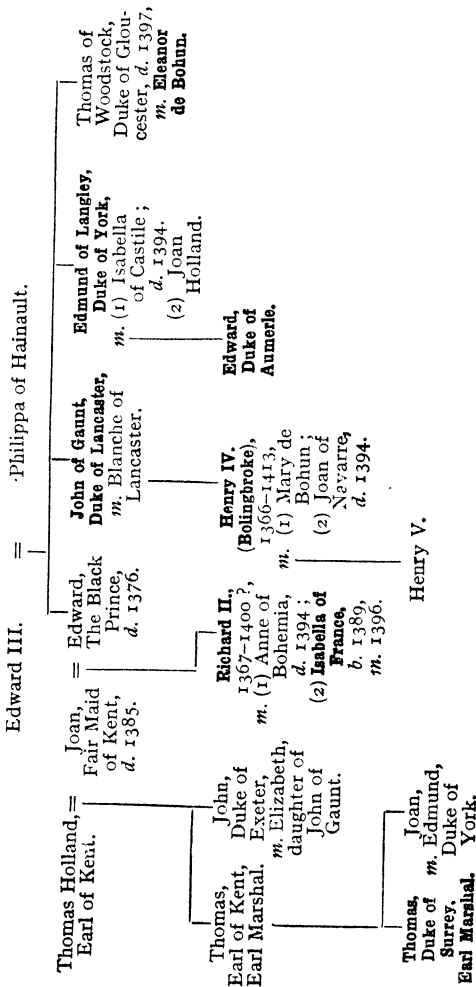 Edward III. = Philippa of Hainault.
Thomas Holland, =
Earl of Kent.
Joan,
Fair Maid
of Kent,
d. 1385.
= Edward,
The Black
Prince,
d. 1376.
John of Gaunt,
Duke of Lancaster,
m. Blanche of
Lancaster.
Edmund of Langley,
Duke of York,
m. (1) Isabella
of Castile ;
d. 1394.
(2) Joan
Holland.
Thomas of
Woodstock,
Duke of Glou-
cester, d. 1397,
m. Eleanor
de Bohun.
Thomas,
Earl of Kent,
Earl Marshal.
John,
Duke of
Exeter,
m. Elizabeth,
daughter of
John of
Gaunt.
Richard II.,
1367-1400 ?,
m. (1) Anne of
Bohemia,
d. 1394 ;
(2) Isabella of
France,
b. 1389,
m. 1396.
Henry IV.
(Bolingbroke),
1366-1413,
m. (1) Mary de
Bohun ;
(2) Joan of
Navarre,
d. 1394.
Edward,
Duke of
Aumerle.
Thomas,
Duke of
Surrey,
Earl Marshal.
Joan,
m. Edmund,
Duke of
York.
Henry V.